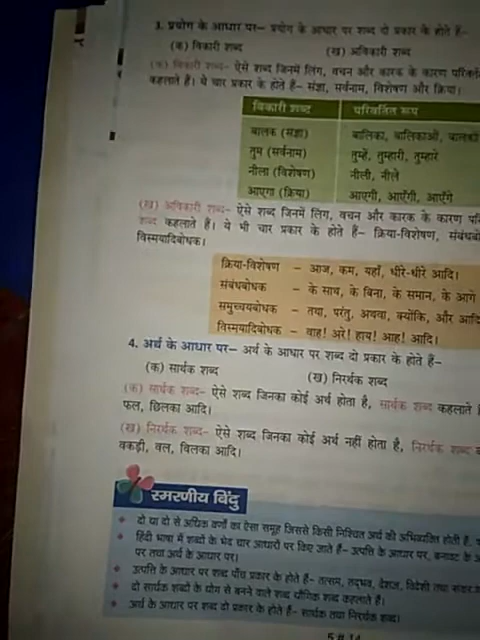 3. प्रयोग के आधार पर– प्रयोग के आधार पर शब्द दो प्रकार के होते हैं–
(क) विकारी शब्द (ख) अविकारी शब्द
(क) विकारी शब्द– ऐसे शब्द जिनमें लिंग, वचन और कारक के कारण
कहलाते हैं। ये चार प्रकार के होते हैं– संज्ञा, सर्वनाम, विशेषण और क्रिया।
विकारी शब्द परिवर्तित रूप
बालक (संज्ञा) बालिका, बालिकाओं, बालकों
तुम (सर्वनाम) तुम्हें, तुम्हारी, तुम्हारे
नीला (विशेषण) नीली, नीले
आएगा (क्रिया) आएगी, आएँगी, आएँगे
(ख) अविकारी शब्द– ऐसे शब्द जिनमें लिंग, वचन और कारक के कारण
शब्द कहलाते हैं। ये भी चार प्रकार के होते हैं– क्रिया-विशेषण,
विस्मयादिबोधक।
क्रिया-विशेषण – आज, कम, यहाँ, धीरे-धीरे आदि।
संबंधबोधक – के साथ, के बिना, के समान, के आगे
समुच्चयबोधक – तथा, परंतु, अथवा, क्योंकि, और आदि
विस्मयादिबोधक – वाह! अरे! हाय! आह! आदि।
4. अर्थ के आधार पर– अर्थ के आधार पर शब्द दो प्रकार के होते हैं–
(क) सार्थक शब्द (ख) निरर्थक शब्द
(क) सार्थक शब्द– ऐसे शब्द जिनका कोई अर्थ होता है, सार्थक शब्द कहलाते
फल, छिलका आदि।
(ख) निरर्थक शब्द– ऐसे शब्द जिनका कोई अर्थ नहीं होता है, निरर्थक शब्द
वकड़ी, वल, विलका आदि।
स्मरणीय बिंदु
दो या दो से अधिक वर्णों का ऐसा समूह जिससे किसी निश्चित अर्थ की अभिव्यक्ति होती है,
हिंदी भाषा में शब्दों के भेद चार आधारों पर किए जाते हैं– उत्पत्ति के आधार पर, बनावट के
पर तथा अर्थ के आधार पर।
उत्पत्ति के आधार पर शब्द पाँच प्रकार के होते हैं– तत्सम, तद्भव, देशज, विदेशी तथा
दो सार्थक शब्दों के योग से बनने वाले शब्द यौगिक शब्द कहलाते हैं।
अर्थ के आधार पर शब्द दो प्रकार के होते हैं– सार्थक तथा निरर्थक शब्द।